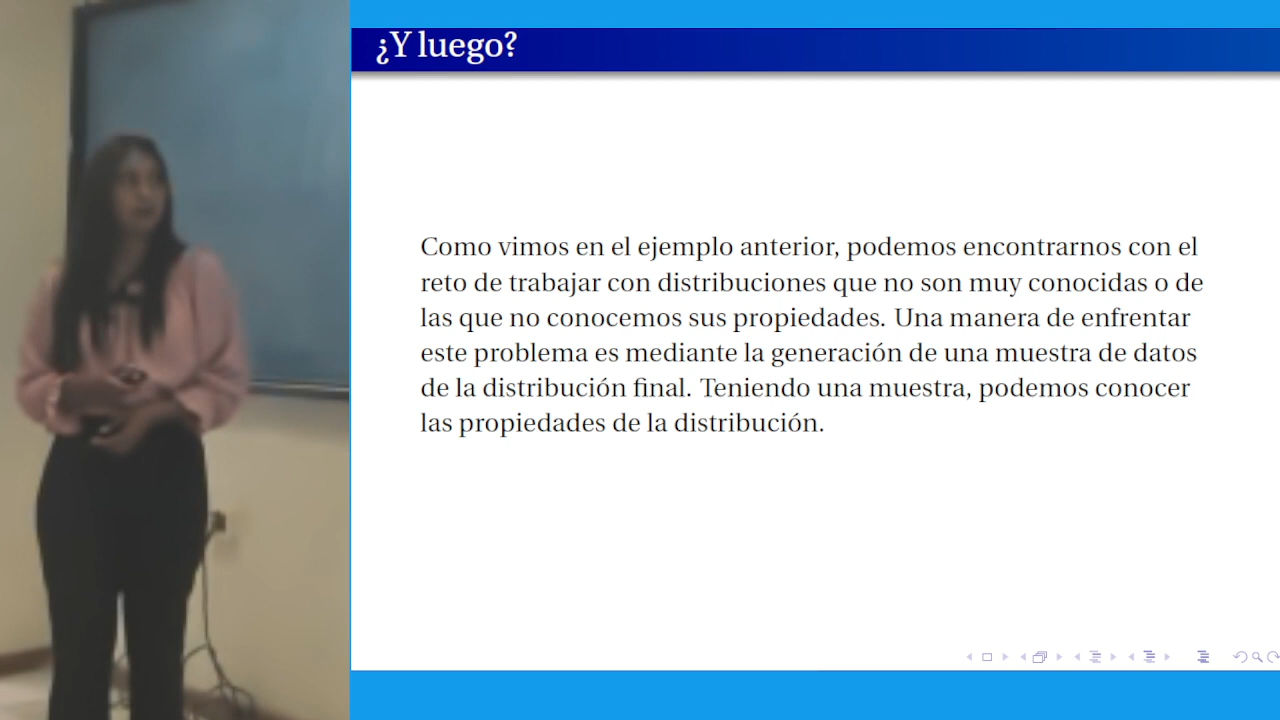 ¿Y luego?
Como vimos en el ejemplo anterior, podemos encontrarnos con el
reto de trabajar con distribuciones que no son muy conocidas o de
las que no conocemos sus propiedades. Una manera de enfrentar
este problema es mediante la generación de una muestra de datos
de la distribución final. Teniendo una muestra, podemos conocer
las propiedades de la distribución.